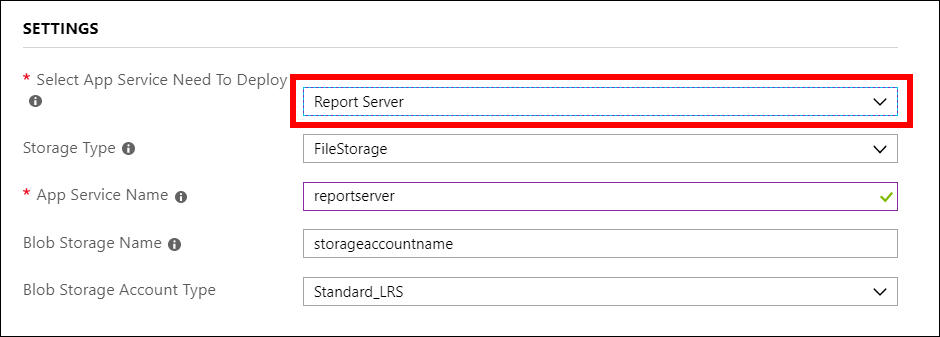 SETTINGS
* Select App Service Need To Deploy
Report Server
Storage Type
FileStorage
* App Service Name
reportserver
Blob Storage Name
storageaccountname
Blob Storage Account Type
Standard_LRS